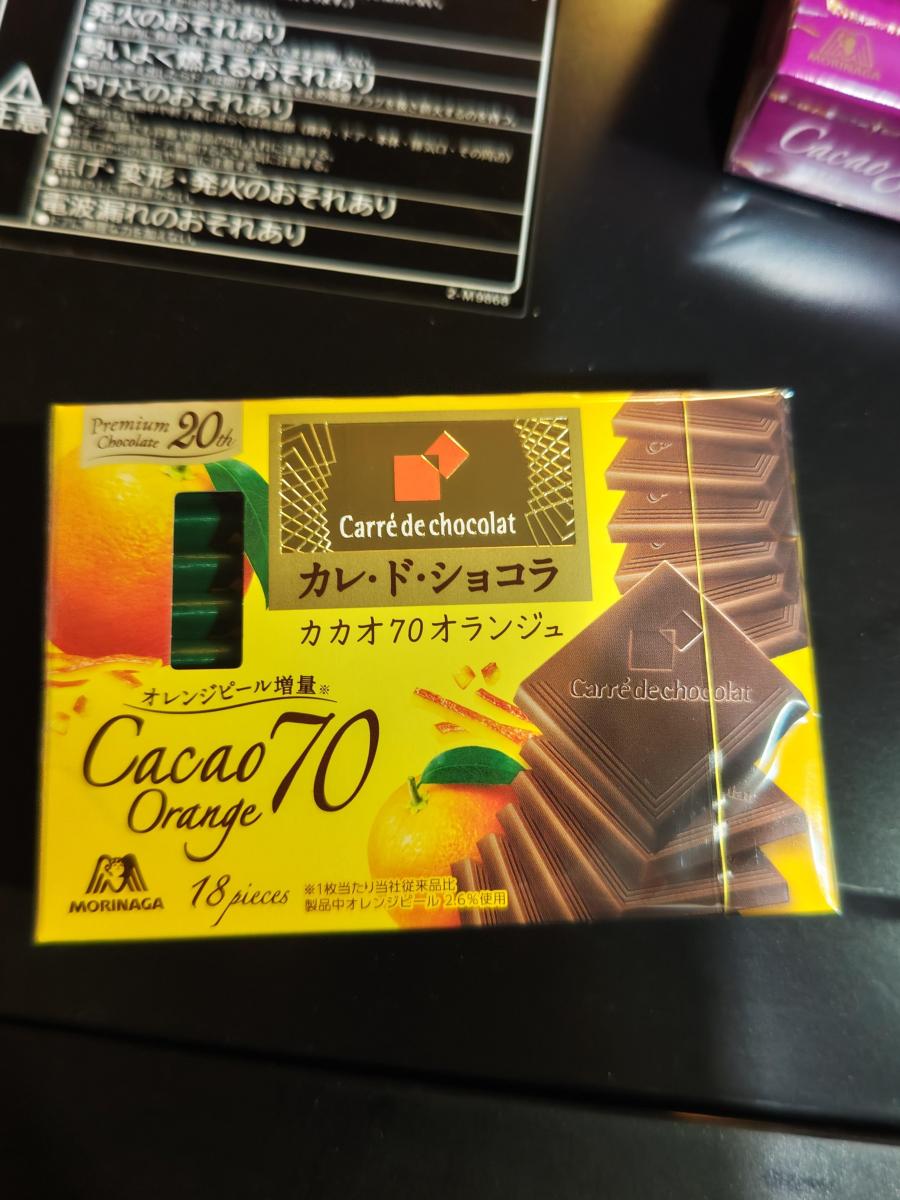 発火のおそれあり
勢いよく燃えるおそれあり
やけどのおそれあり
注意
焦げ・変形・発火のおそれあり
電波漏れのおそれあり
2-M9868
MORINAGA
Cacao
Premium
Chocolate 20th
Carré de chocolat
カレ・ド・ショコラ
カカオ70オランジュ
オレンジピール増量※
Cacao 70
Orange
MORINAGA
18 pieces
※1枚当たり当社従来品比
製品中オレンジピール 2.6%使用
Carré de chocolat